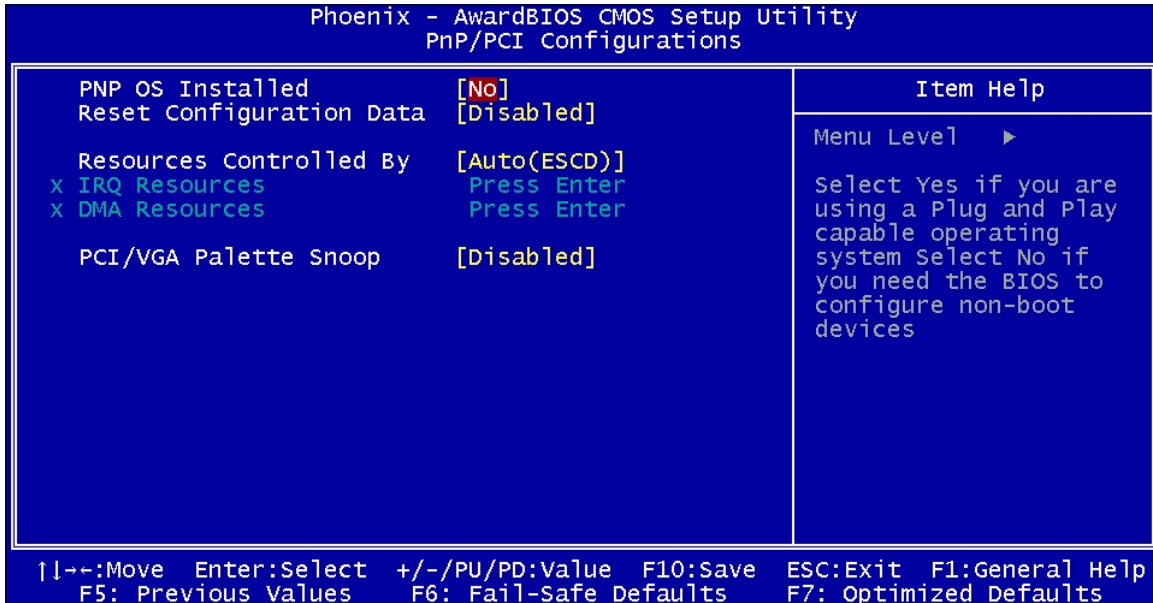 Phoenix - AwardBIOS CMOS Setup Utility
PnP/PCI Configurations
PNP OS Installed [No]
Reset Configuration Data [Disabled]
Resources Controlled By [Auto(ESCD)]
x IRQ Resources Press Enter
x DMA Resources Press Enter
PCI/VGA Palette Snoop [Disabled]
Item Help
Menu Level ▶
Select Yes if you are
using a Plug and Play
capable operating
system Select No if
you need the BIOS to
configure non-boot
devices
↑↓→←:Move Enter:Select +/-/PU/PD:Value F10:Save ESC:Exit F1:General Help
F5: Previous Values F6: Fail-Safe Defaults F7: Optimized Defaults